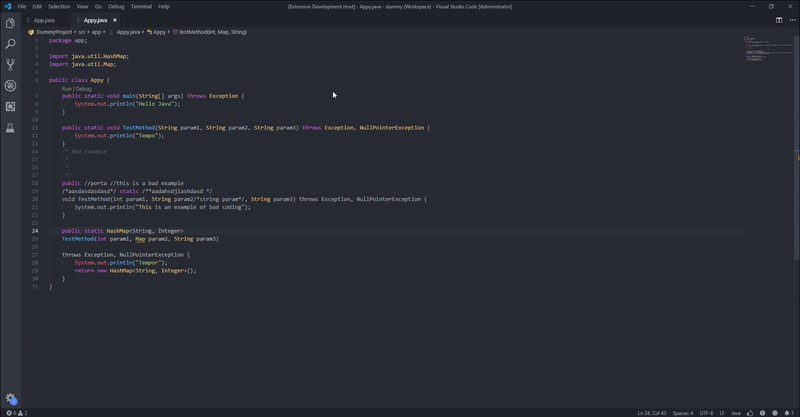 File Edit Selection View Go Debug Terminal Help
[Extension Development Host] - Appy.java - dummy (Workspace) - Visual Studio Code [Administrator]
App.java Appy.java
DummyProject > src > app > Appy.java > Appy > TestMethod(int, Map, String)
1 package app;
2
3 import java.util.HashMap;
4 import java.util.Map;
5
6 public class Appy {
Run | Debug
7 public static void main(String[] args) throws Exception {
8 System.out.println("Hello Java");
9 }
10
11 public static void TestMethod(String param1, String param2, String param3) throws Exception, NullPointerException {
12 System.out.println("Tempo");
13 }
14 /* Bad Example
15 *
16 *
17 */
18 public //porta //this is a bad example
19 /*aasdasdasdasd*/ static /**aadahsdjlashdasd */
20 void TestMethod(int param1, String param2/*string param*/, String param3) throws Exception, NullPointerException {
21 System.out.println("This is an example of bad coding");
22 }
23
24 public static HashMap<String, Integer>
25 TestMethod(int param1, Map param2, String param3)
26
27 throws Exception, NullPointerException {
28 System.out.println("Tempor");
29 return new HashMap<String, Integer>();
30 }
31 }
0 2
Ln 24, Col 43 Spaces: 4 UTF-8 LF Java 1